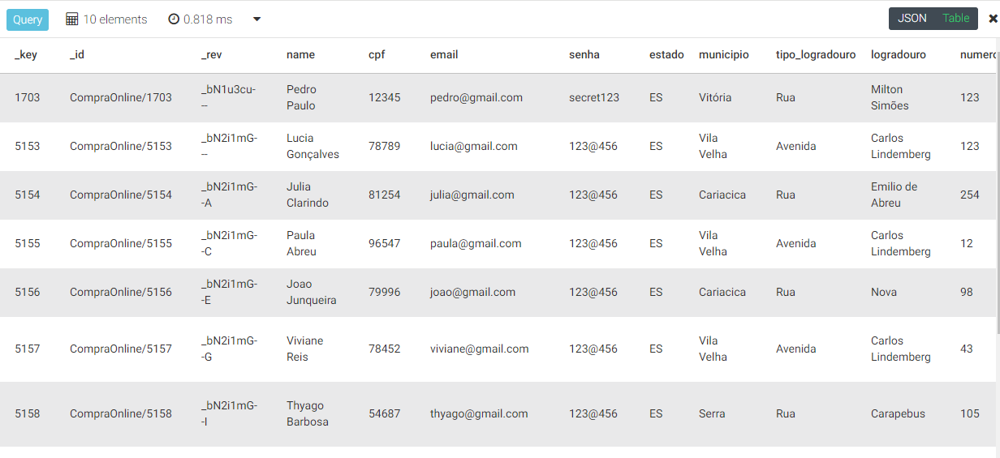 Query 10 elements 0.818 ms JSON Table
_key _id _rev name cpf email senha estado municipio tipo_logradouro logradouro numero
1703 CompraOnline/1703 _bN1u3cu--- Pedro Paulo 12345 pedro@gmail.com secret123 ES Vitória Rua Milton Simões 123
5153 CompraOnline/5153 _bN2i1mG--- Lucia Gonçalves 78789 lucia@gmail.com 123@456 ES Vila Velha Avenida Carlos Lindemberg 123
5154 CompraOnline/5154 _bN2i1mG--A Julia Clarindo 81254 julia@gmail.com 123@456 ES Cariacica Rua Emilio de Abreu 254
5155 CompraOnline/5155 _bN2i1mG--C Paula Abreu 96547 paula@gmail.com 123@456 ES Vila Velha Avenida Carlos Lindemberg 12
5156 CompraOnline/5156 _bN2i1mG--E Joao Junqueira 79996 joao@gmail.com 123@456 ES Cariacica Rua Nova 98
5157 CompraOnline/5157 _bN2i1mG--G Viviane Reis 78452 viviane@gmail.com 123@456 ES Vila Velha Avenida Carlos Lindemberg 43
5158 CompraOnline/5158 _bN2i1mG--I Thyago Barbosa 54687 thyago@gmail.com 123@456 ES Serra Rua Carapebus 105